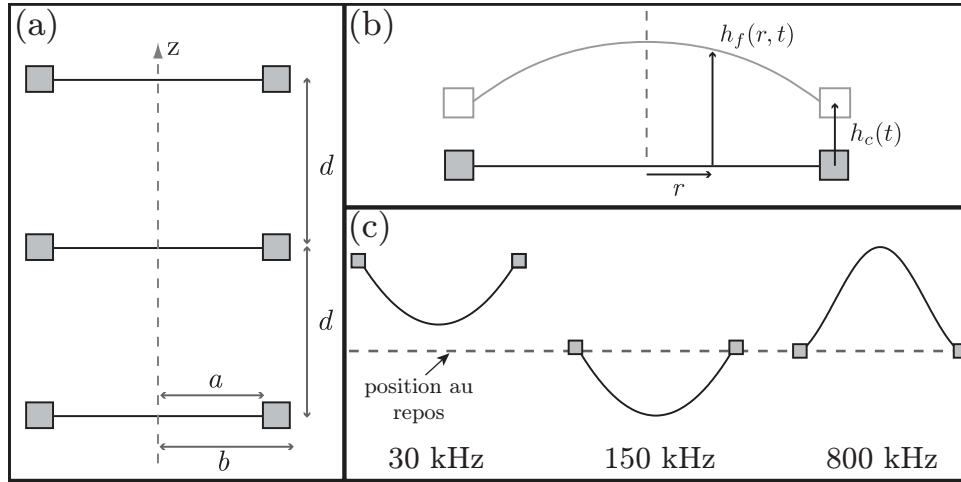 (a)
z
d
d
a
b
(b)
h_f(r, t)
h_c(t)
r
(c)
position au
repos
30 kHz
150 kHz
800 kHz